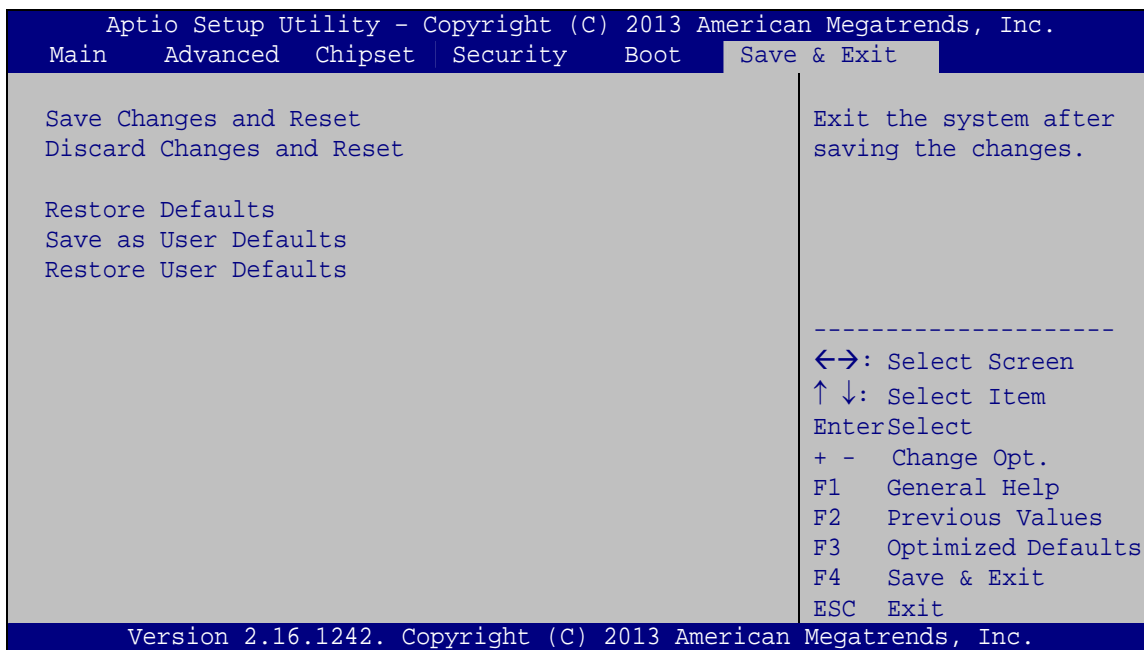 Aptio Setup Utility – Copyright (C) 2013 American Megatrends, Inc.
Main Advanced Chipset Security Boot Save & Exit
Save Changes and Reset
Discard Changes and Reset
Restore Defaults
Save as User Defaults
Restore User Defaults
Exit the system after
saving the changes.
---------------------
←→: Select Screen
↑ ↓: Select Item
EnterSelect
+ - Change Opt.
F1 General Help
F2 Previous Values
F3 Optimized Defaults
F4 Save & Exit
ESC Exit
Version 2.16.1242. Copyright (C) 2013 American Megatrends, Inc.